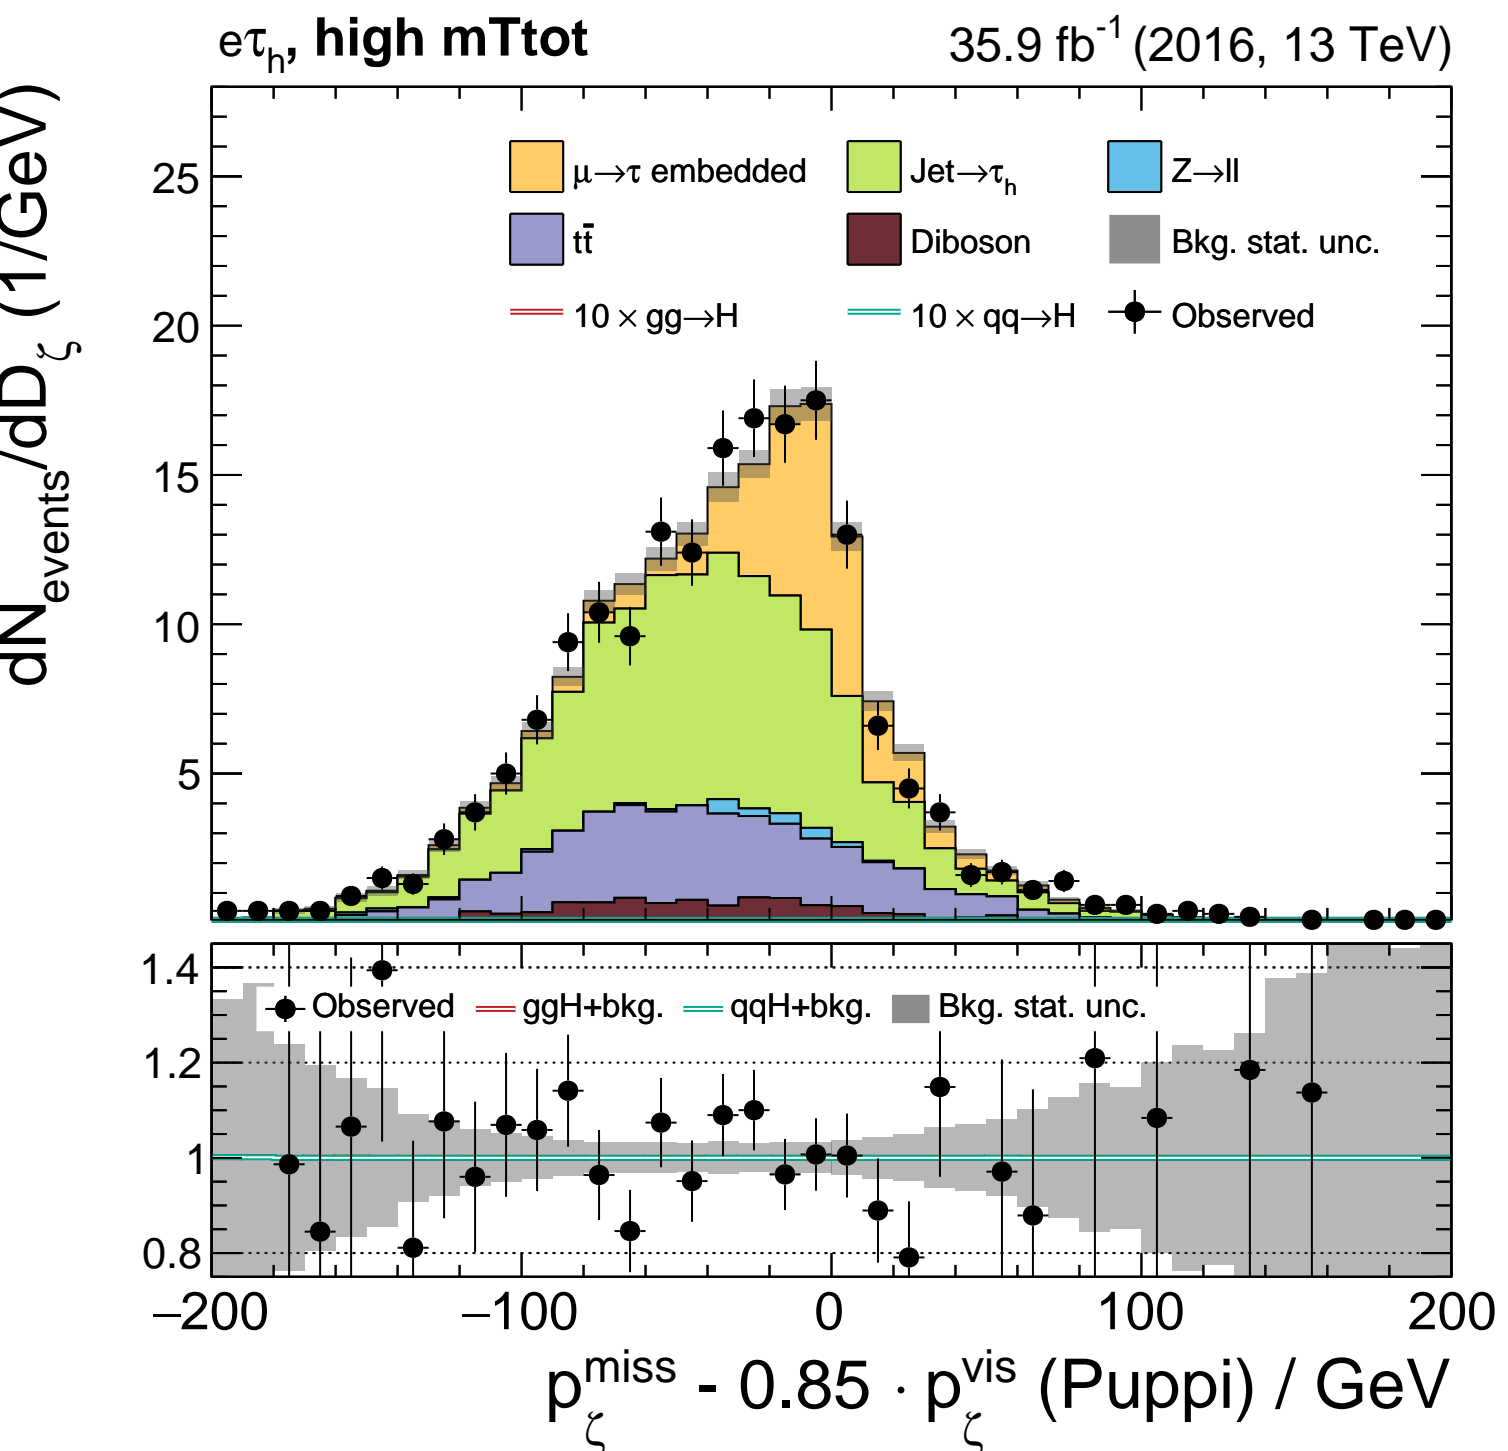 eτh, high mTtot 35.9 fb-1 (2016, 13 TeV)
dNevents/dDζ (1/GeV)
25
20
15
10
5
μ→τ embedded Jet→τh Z→ll
tt̄ Diboson Bkg. stat. unc.
10 × gg→H 10 × qq→H Observed
1.4
1.2
1
0.8
Observed ggH+bkg. qqH+bkg. Bkg. stat. unc.
−200 −100 0 100 200
pζmiss - 0.85 · pζvis (Puppi) / GeV